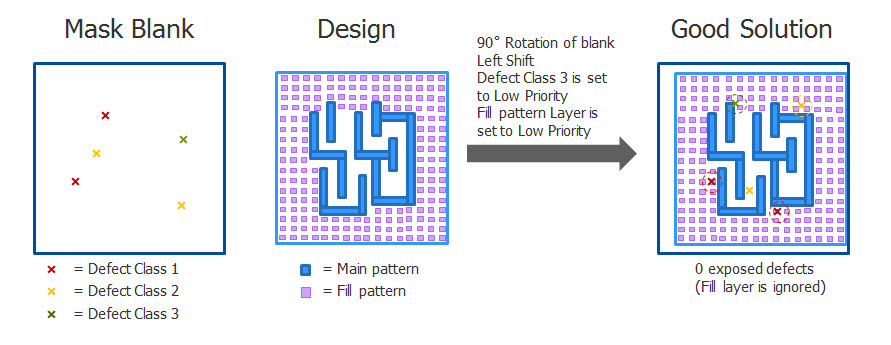 Mask Blank
Design
90° Rotation of blank
Left Shift
Defect Class 3 is set
to Low Priority
Fill pattern Layer is
set to Low Priority
Good Solution
= Defect Class 1
= Defect Class 2
= Defect Class 3
= Main pattern
= Fill pattern
0 exposed defects
(Fill layer is ignored)